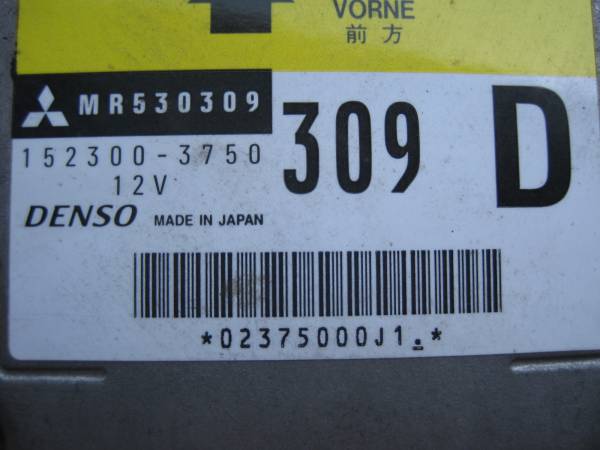 VORNE
前方
MR530309
309 D
152300-3750
12V
DENSO MADE IN JAPAN
*02375000J1.*